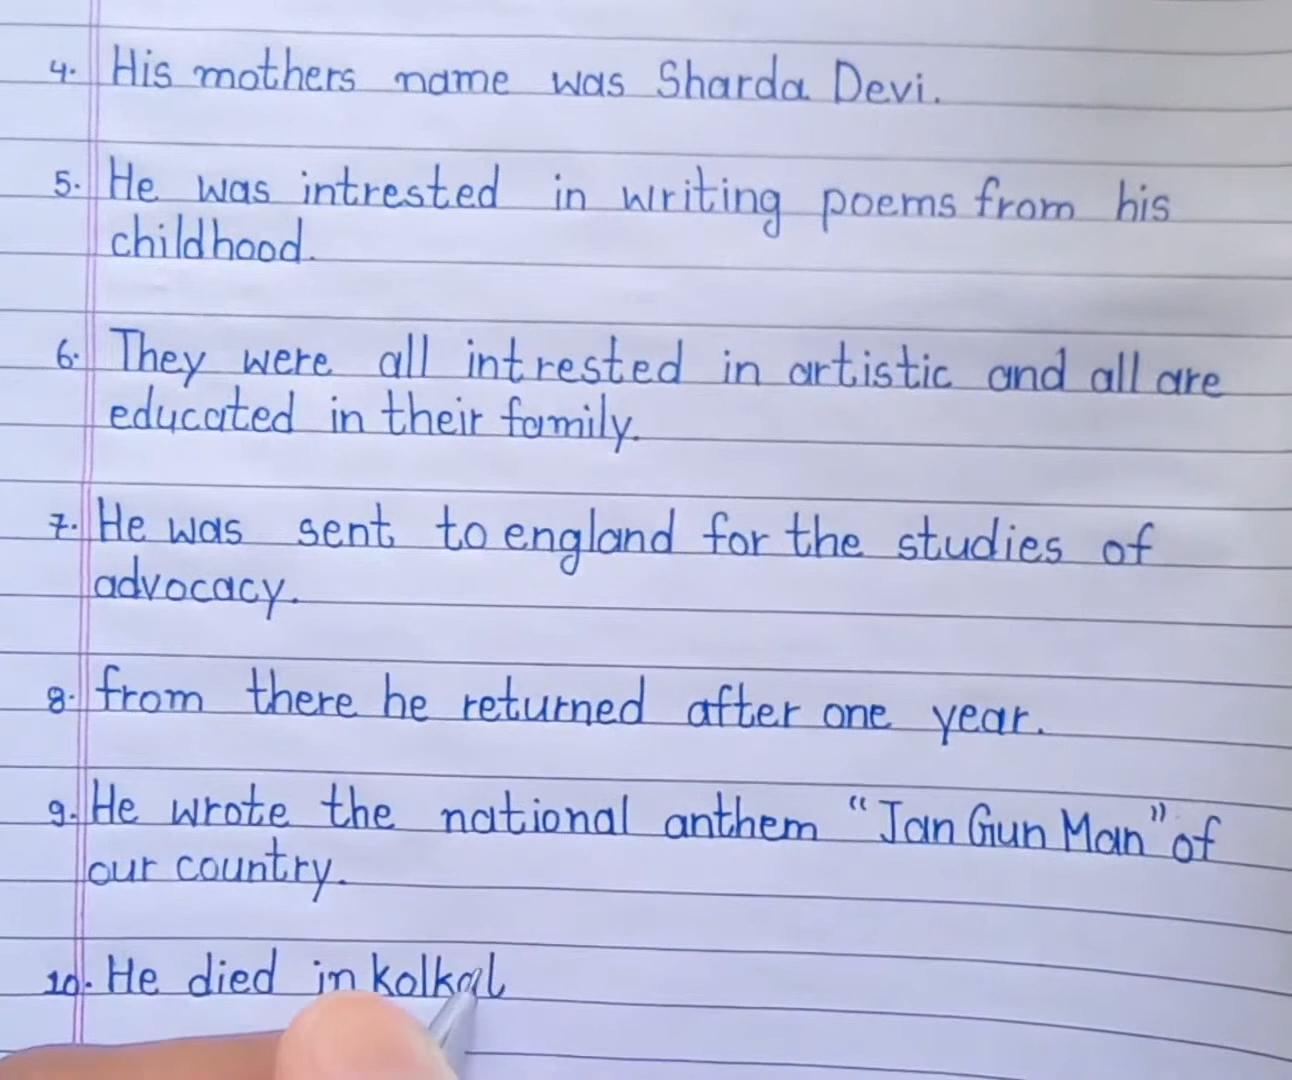 4. His mothers name was Sharda Devi.
5. He was intrested in writing poems from his
childhood.
6. They were all intrested in artistic and all are
educated in their family.
7. He was sent to england for the studies of
advocacy.
8. from there he returned after one year.
9. He wrote the national anthem “Jan Gun Man” of
our country.
10. He died in kolkal